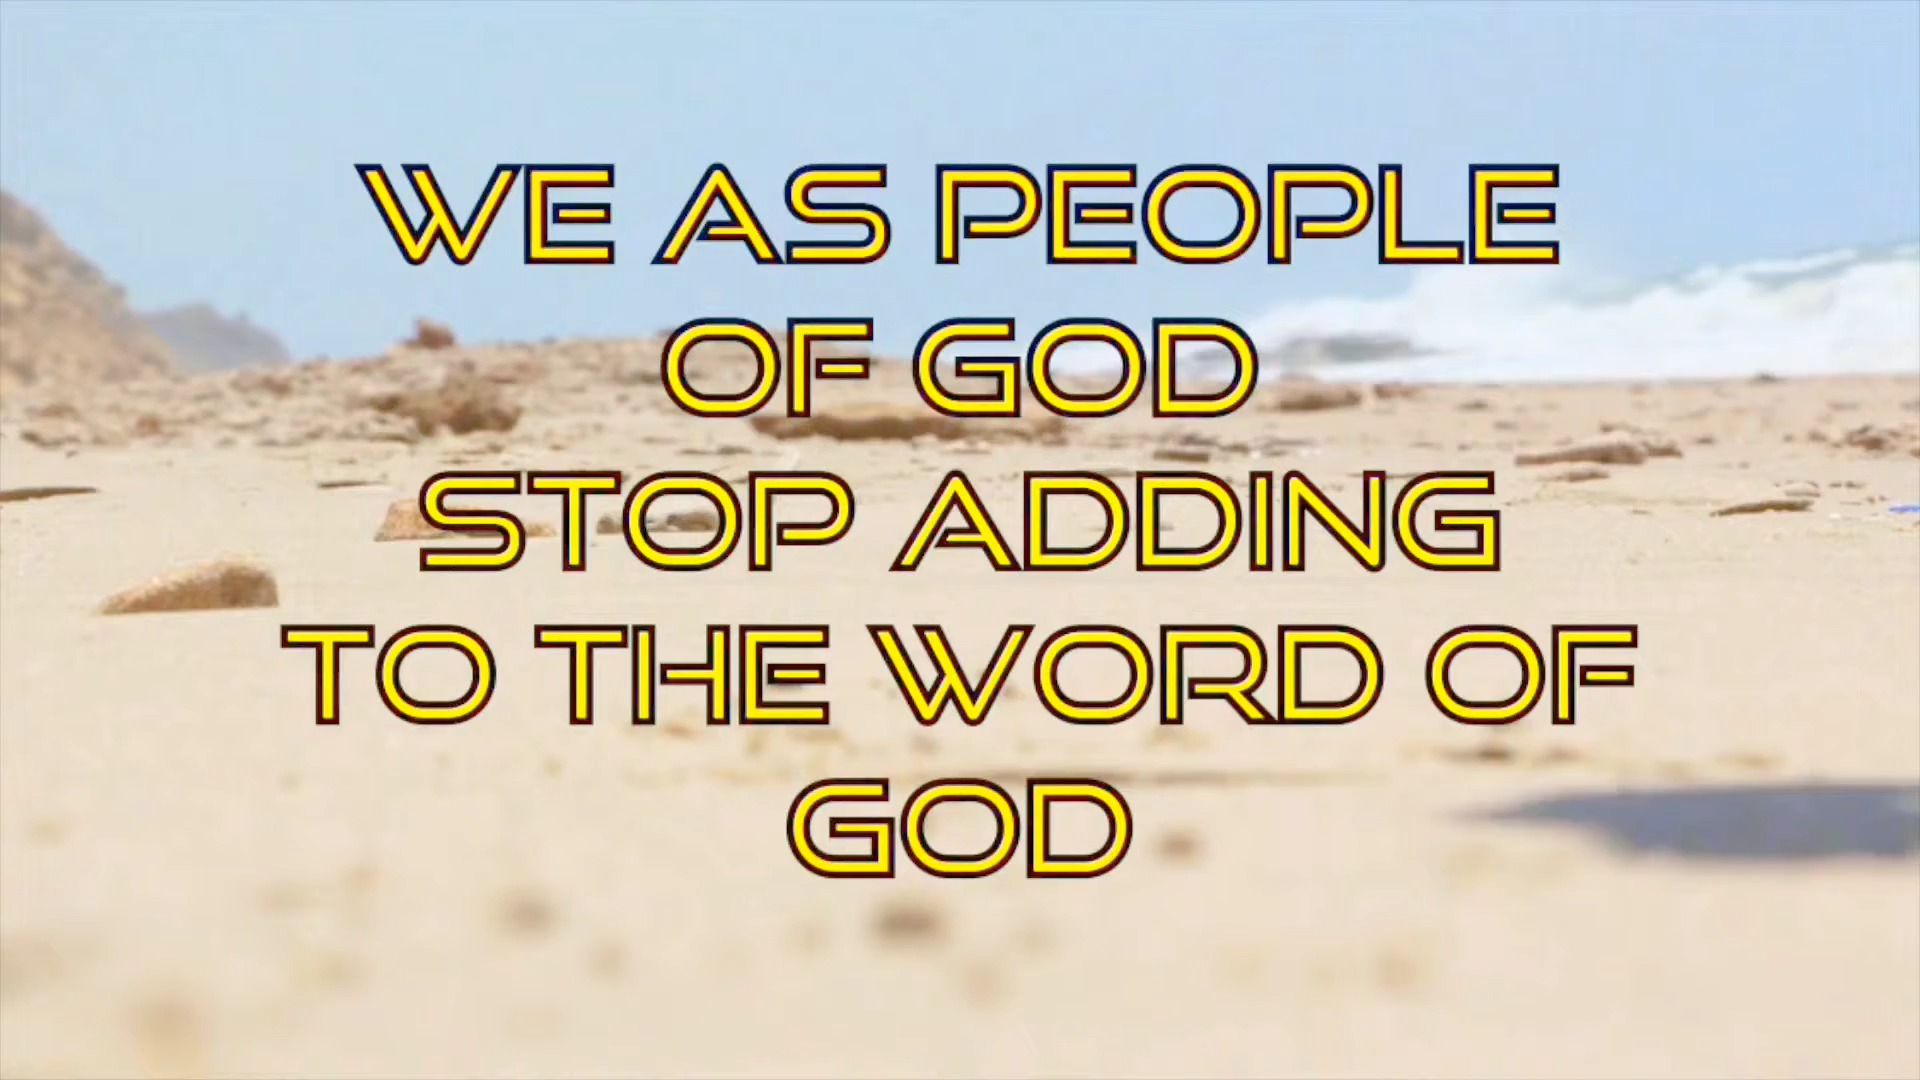 WE AS PEOPLE
OF GOD
STOP ADDING
TO THE WORD OF
GOD